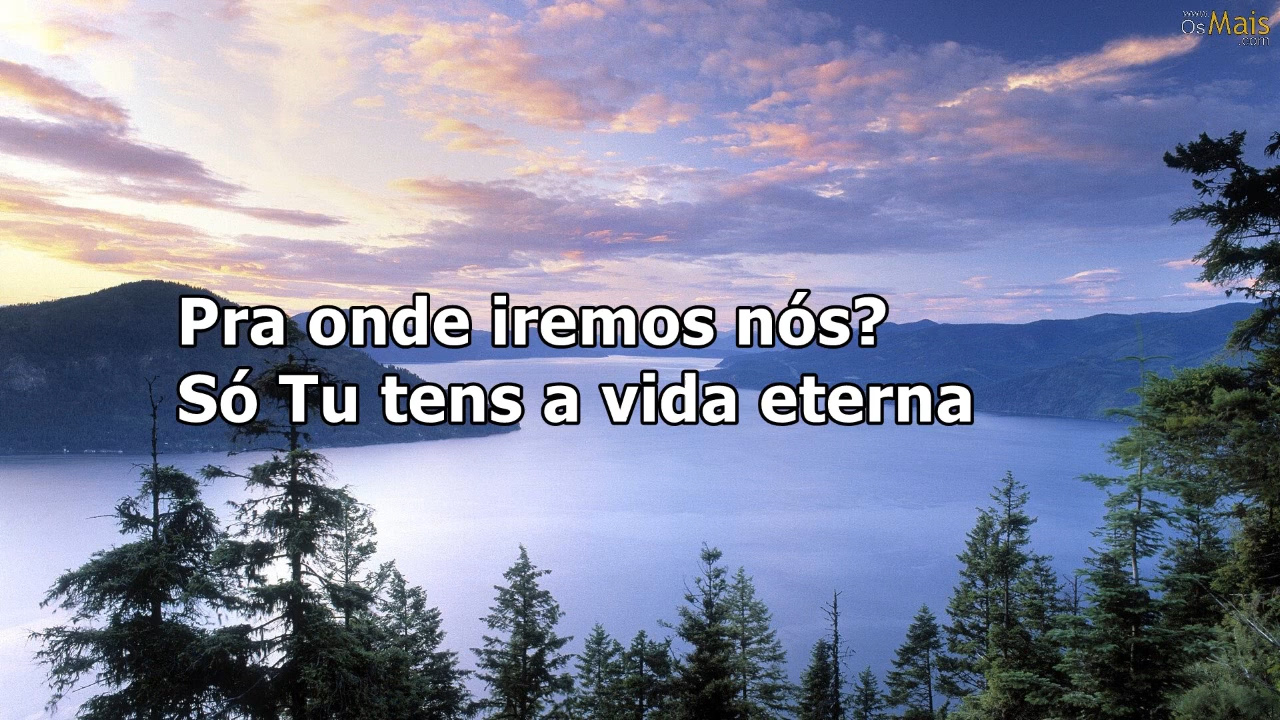 www.
OsMais
.com
Pra onde iremos nós?
Só Tu tens a vida eterna